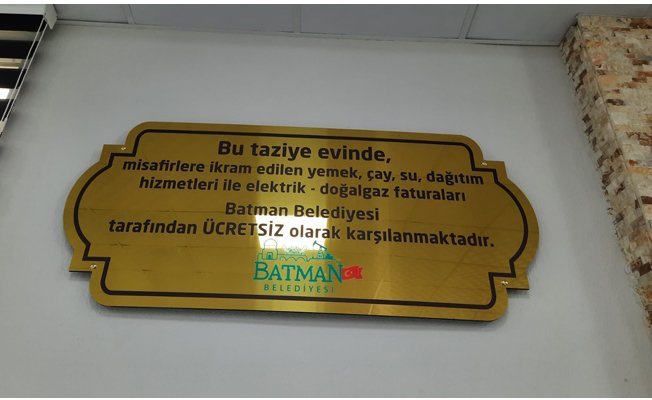 Bu taziye evinde,
misafirlere ikram edilen yemek, çay, su, dağıtım
hizmetleri ile elektrik - doğalgaz faturaları
Batman Belediyesi
tarafından ÜCRETSİZ olarak karşılanmaktadır.
BATMAN
BELEDİYESİ